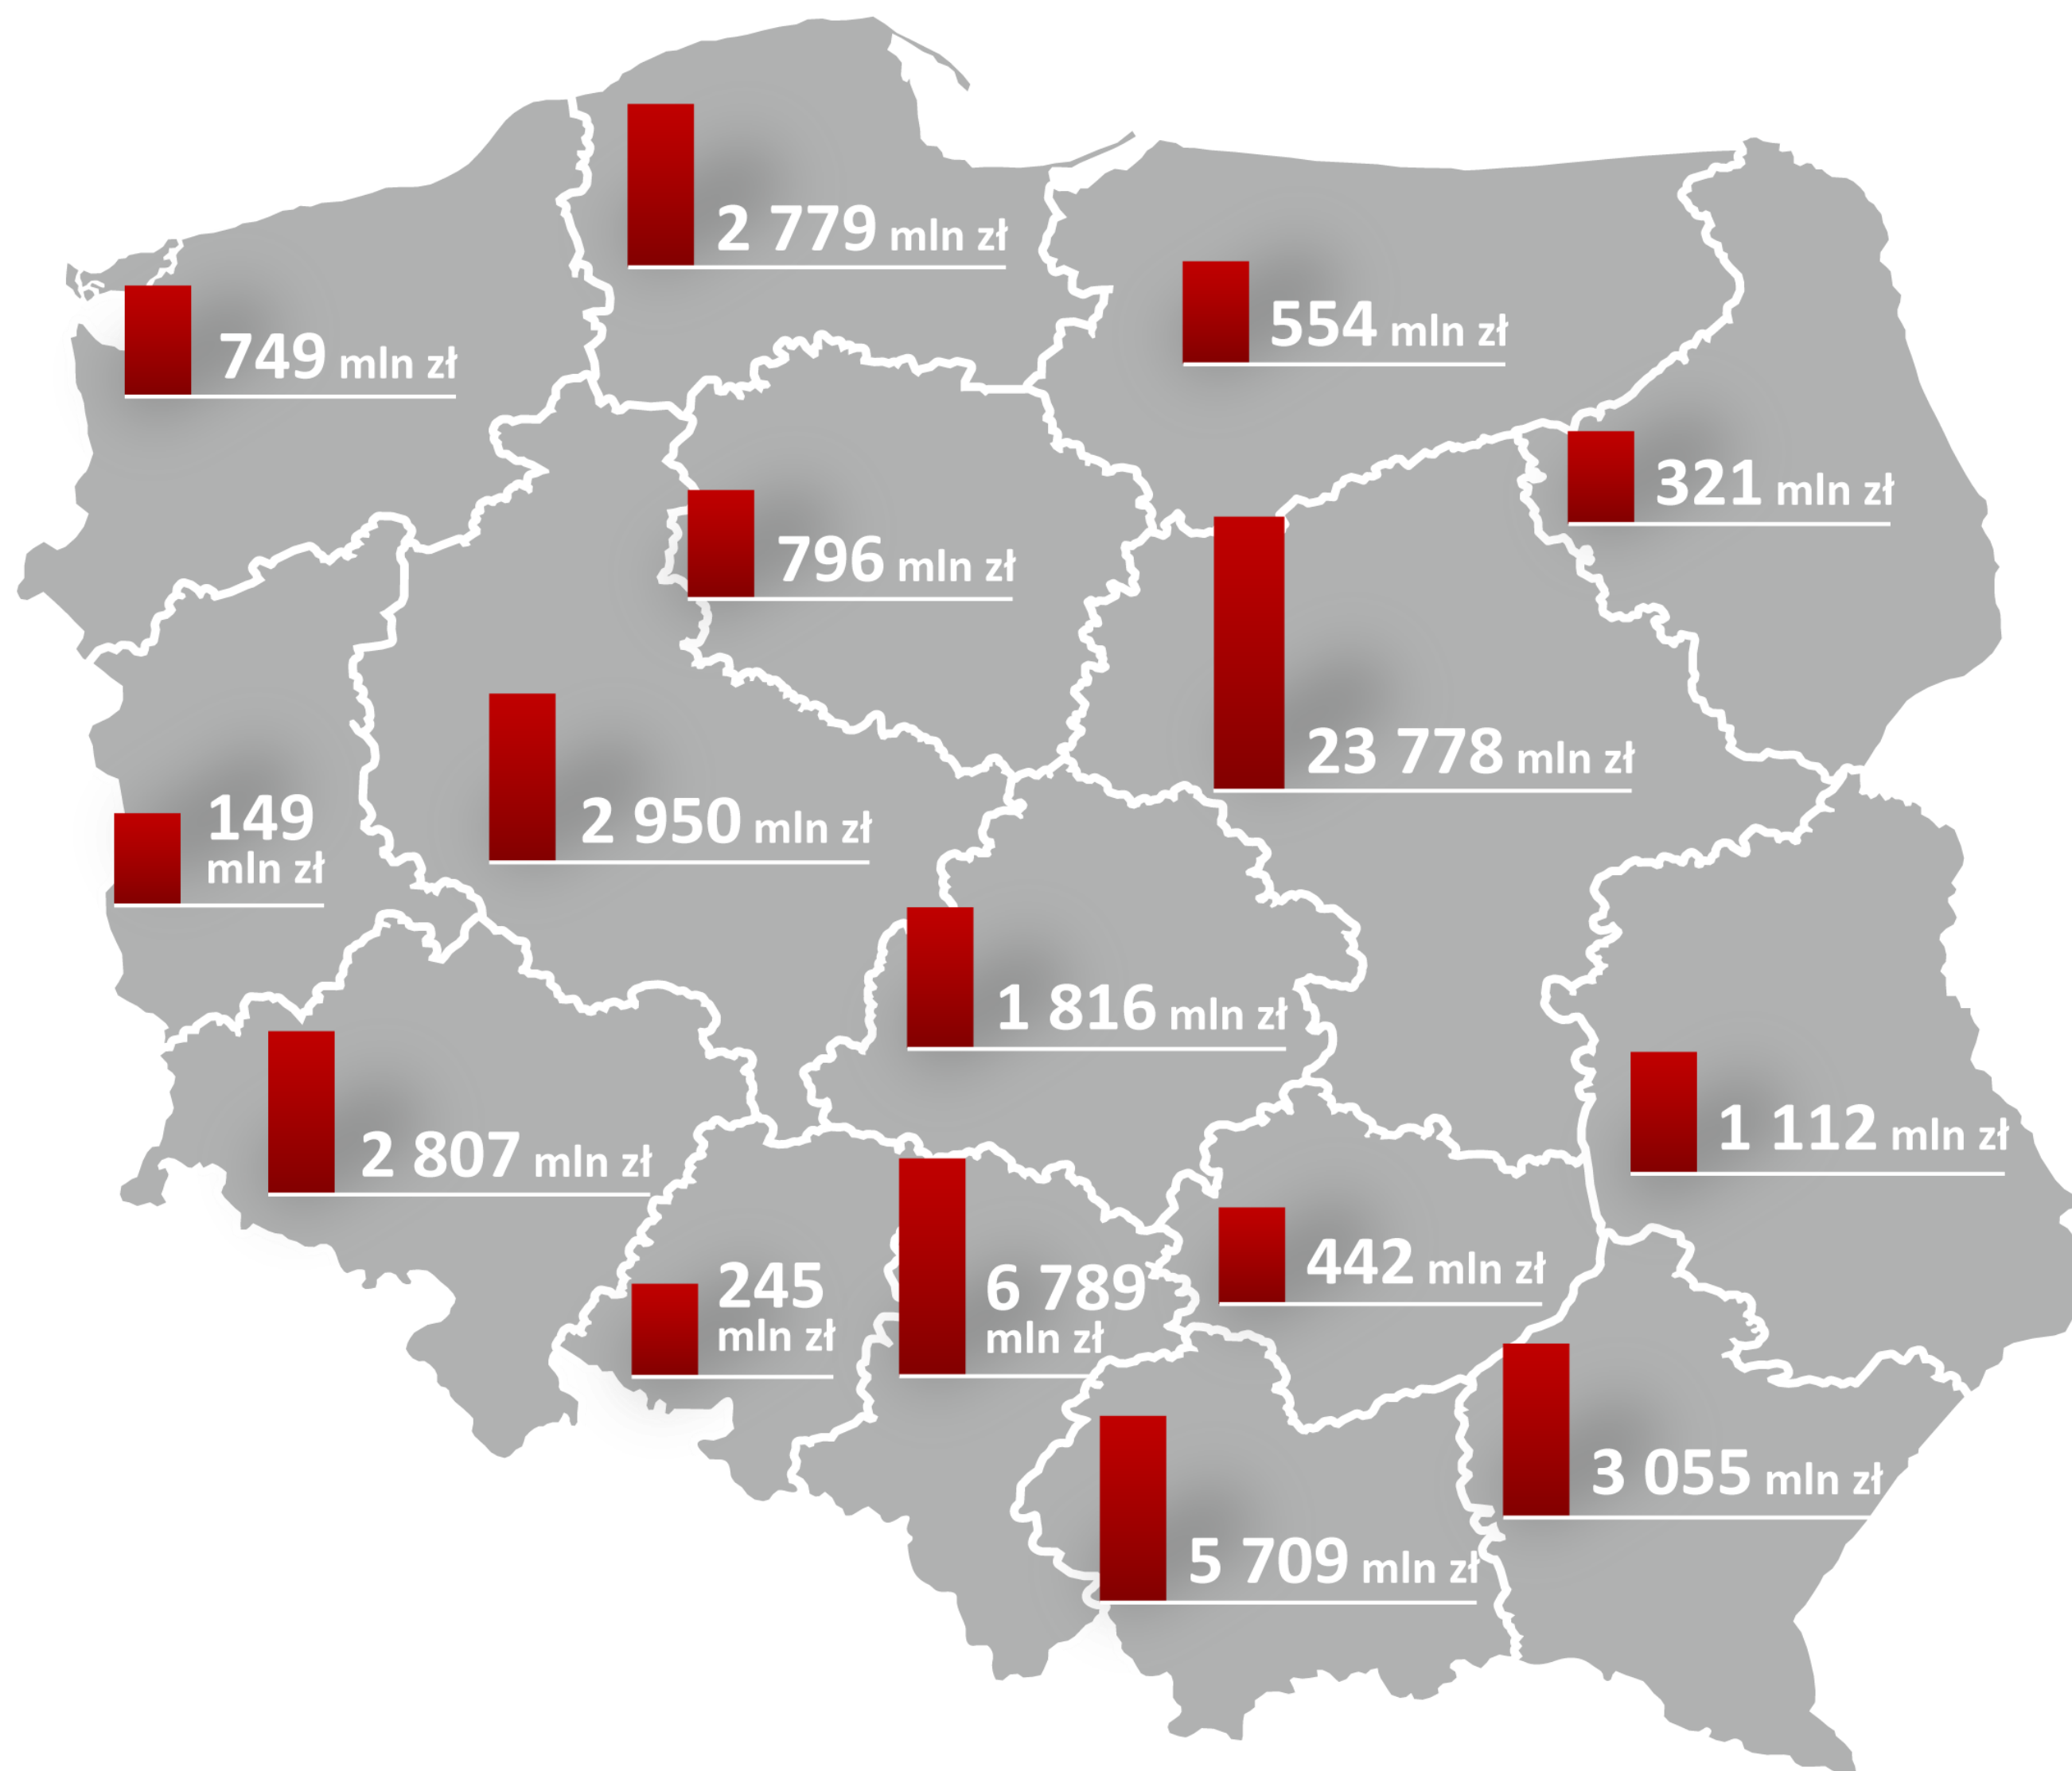 2 779 mln zł
749 mln zł
554 mln zł
321 mln zł
796 mln zł
23 778 mln zł
149
mln zł
2 950 mln zł
1 816 mln zł
2 807 mln zł
1 112 mln zł
245
mln zł
6 789
mln zł
442 mln zł
3 055 mln zł
5 709 mln zł